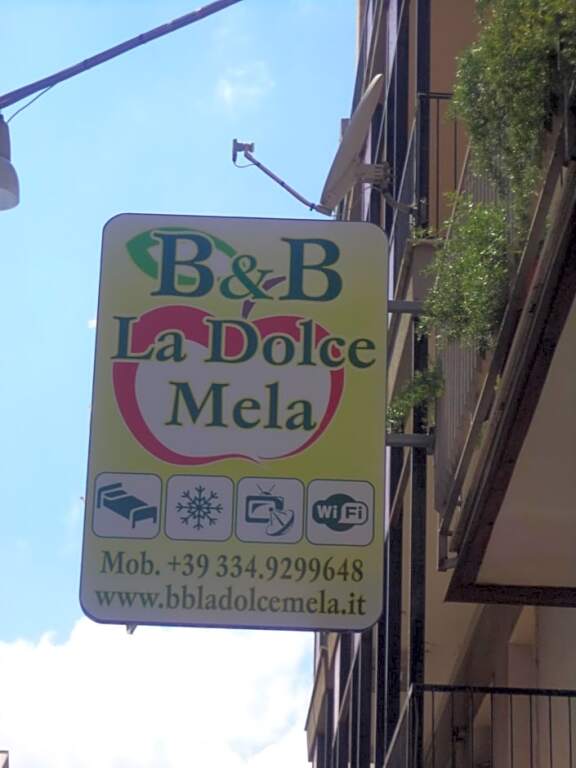 B&B
La Dolce
Mela
WiFi
Mob. +39 334.9299648
www.bbladolcemela.it